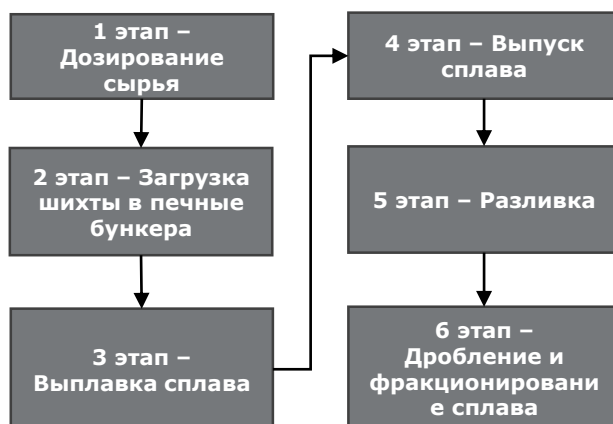 1 этап –
Дозирование
сырья
2 этап – Загрузка
шихты в печные
бункера
3 этап –
Выплавка сплава
4 этап – Выпуск
сплава
5 этап – Разливка
6 этап –
Дробление и
фракционировани
е сплава